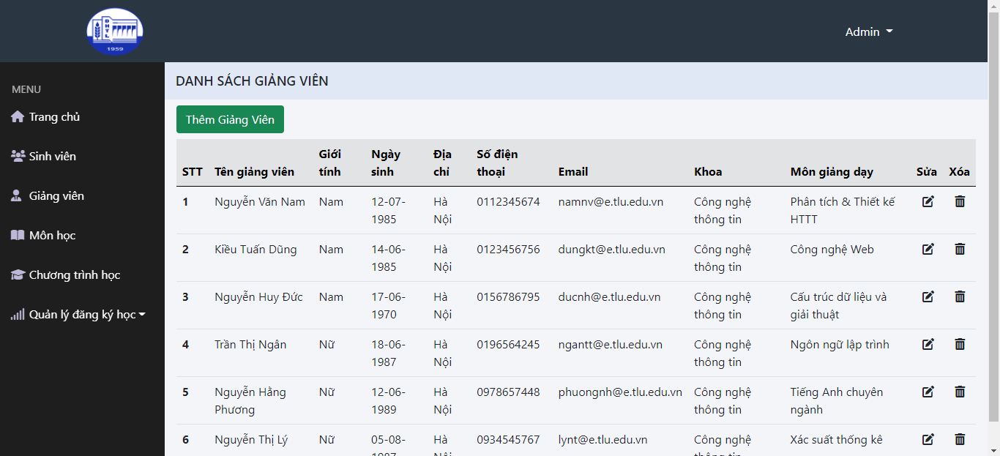 ĐHTL
1959
Admin
MENU
Trang chủ
Sinh viên
Giảng viên
Môn học
Chương trình học
Quản lý đăng ký học
DANH SÁCH GIẢNG VIÊN
Thêm Giảng Viên
STT Tên giảng viên Giới tính Ngày sinh Địa chỉ Số điện thoại Email Khoa Môn giảng dạy Sửa Xóa
1 Nguyễn Văn Nam Nam 12-07- Hà 0112345674 namnv@e.tlu.edu.vn Công nghệ Phân tích & Thiết kế
1985 Nội thông tin HTTT
2 Kiều Tuấn Dũng Nam 14-06- Hà 0123456756 dungkt@e.tlu.edu.vn Công nghệ Công nghệ Web
1985 Nội thông tin
3 Nguyễn Huy Đức Nam 17-06- Hà 0156786795 ducnh@e.tlu.edu.vn Công nghệ Cấu trúc dữ liệu và
1970 Nội thông tin giải thuật
4 Trần Thị Ngân Nữ 18-06- Hà 0196564245 ngantt@e.tlu.edu.vn Công nghệ Ngôn ngữ lập trình
1987 Nội thông tin
5 Nguyễn Hằng Nữ 12-06- Hà 0978657448 phuongnh@e.tlu.edu.vn Công nghệ Tiếng Anh chuyên
Phương 1989 Nội thông tin ngành
6 Nguyễn Thị Lý Nữ 05-08- Hà 0934545767 lynt@e.tlu.edu.vn Công nghệ Xác suất thống kê